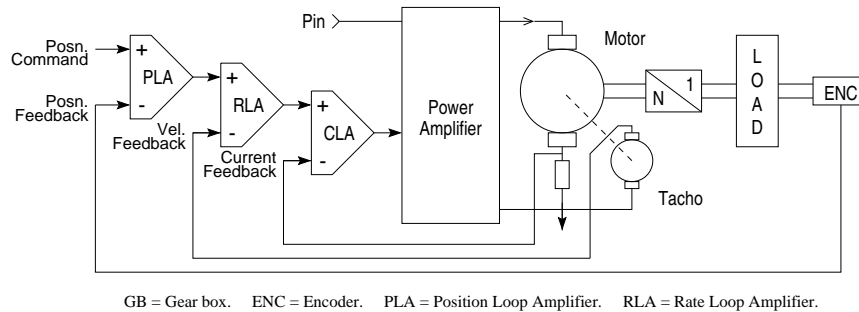 Pin
Motor
Posn.
Command
+
PLA
-
Posn.
Feedback
+
RLA
-
Vel.
Feedback
+
CLA
-
Current
Feedback
Power
Amplifier
N
1
L
O
A
D
ENC
Tacho
GB = Gear box. ENC = Encoder. PLA = Position Loop Amplifier. RLA = Rate Loop Amplifier.